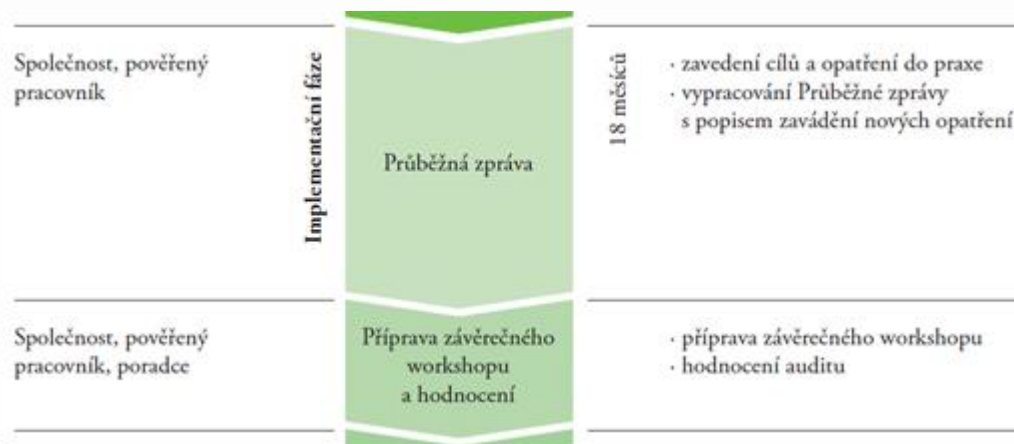 Společnost, pověřený
pracovník
Implementační fáze
Průběžná zpráva
18 měsíců
· zavedení cílů a opatření do praxe
· vypracování Průběžné zprávy
s popisem zavádění nových opatření
Společnost, pověřený
pracovník, poradce
Příprava závěrečného
workshopu
a hodnocení
· příprava závěrečného workshopu
· hodnocení auditu